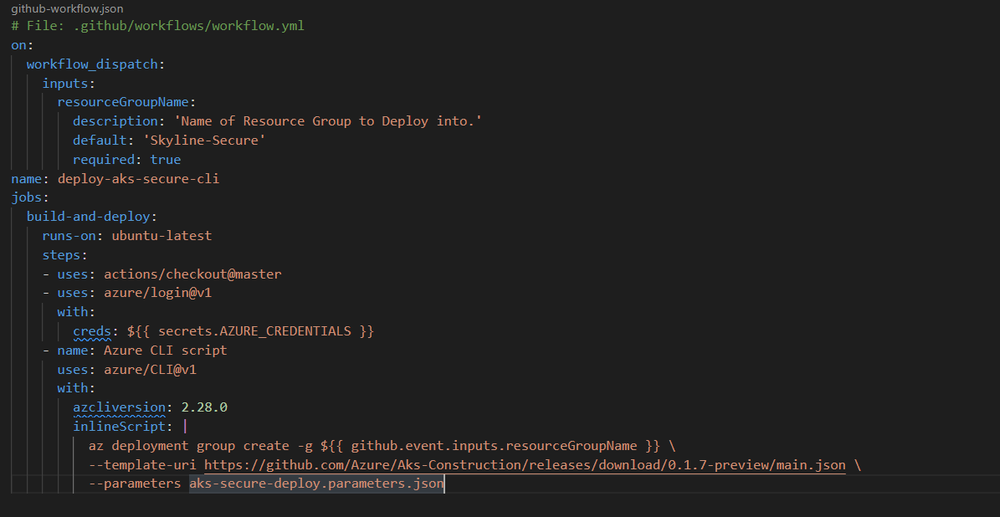 github-workflow.json
# File: .github/workflows/workflow.yml
on:
  workflow_dispatch:
    inputs:
      resourceGroupName:
        description: 'Name of Resource Group to Deploy into.'
        default: 'Skyline-Secure'
        required: true
name: deploy-aks-secure-cli
jobs:
  build-and-deploy:
    runs-on: ubuntu-latest
    steps:
    - uses: actions/checkout@master
    - uses: azure/login@v1
      with:
        creds: ${{ secrets.AZURE_CREDENTIALS }}
    - name: Azure CLI script
      uses: azure/CLI@v1
      with:
        azcliversion: 2.28.0
        inlineScript: |
          az deployment group create -g ${{ github.event.inputs.resourceGroupName }} \
          --template-uri https://github.com/Azure/Aks-Construction/releases/download/0.1.7-preview/main.json \
          --parameters aks-secure-deploy.parameters.json